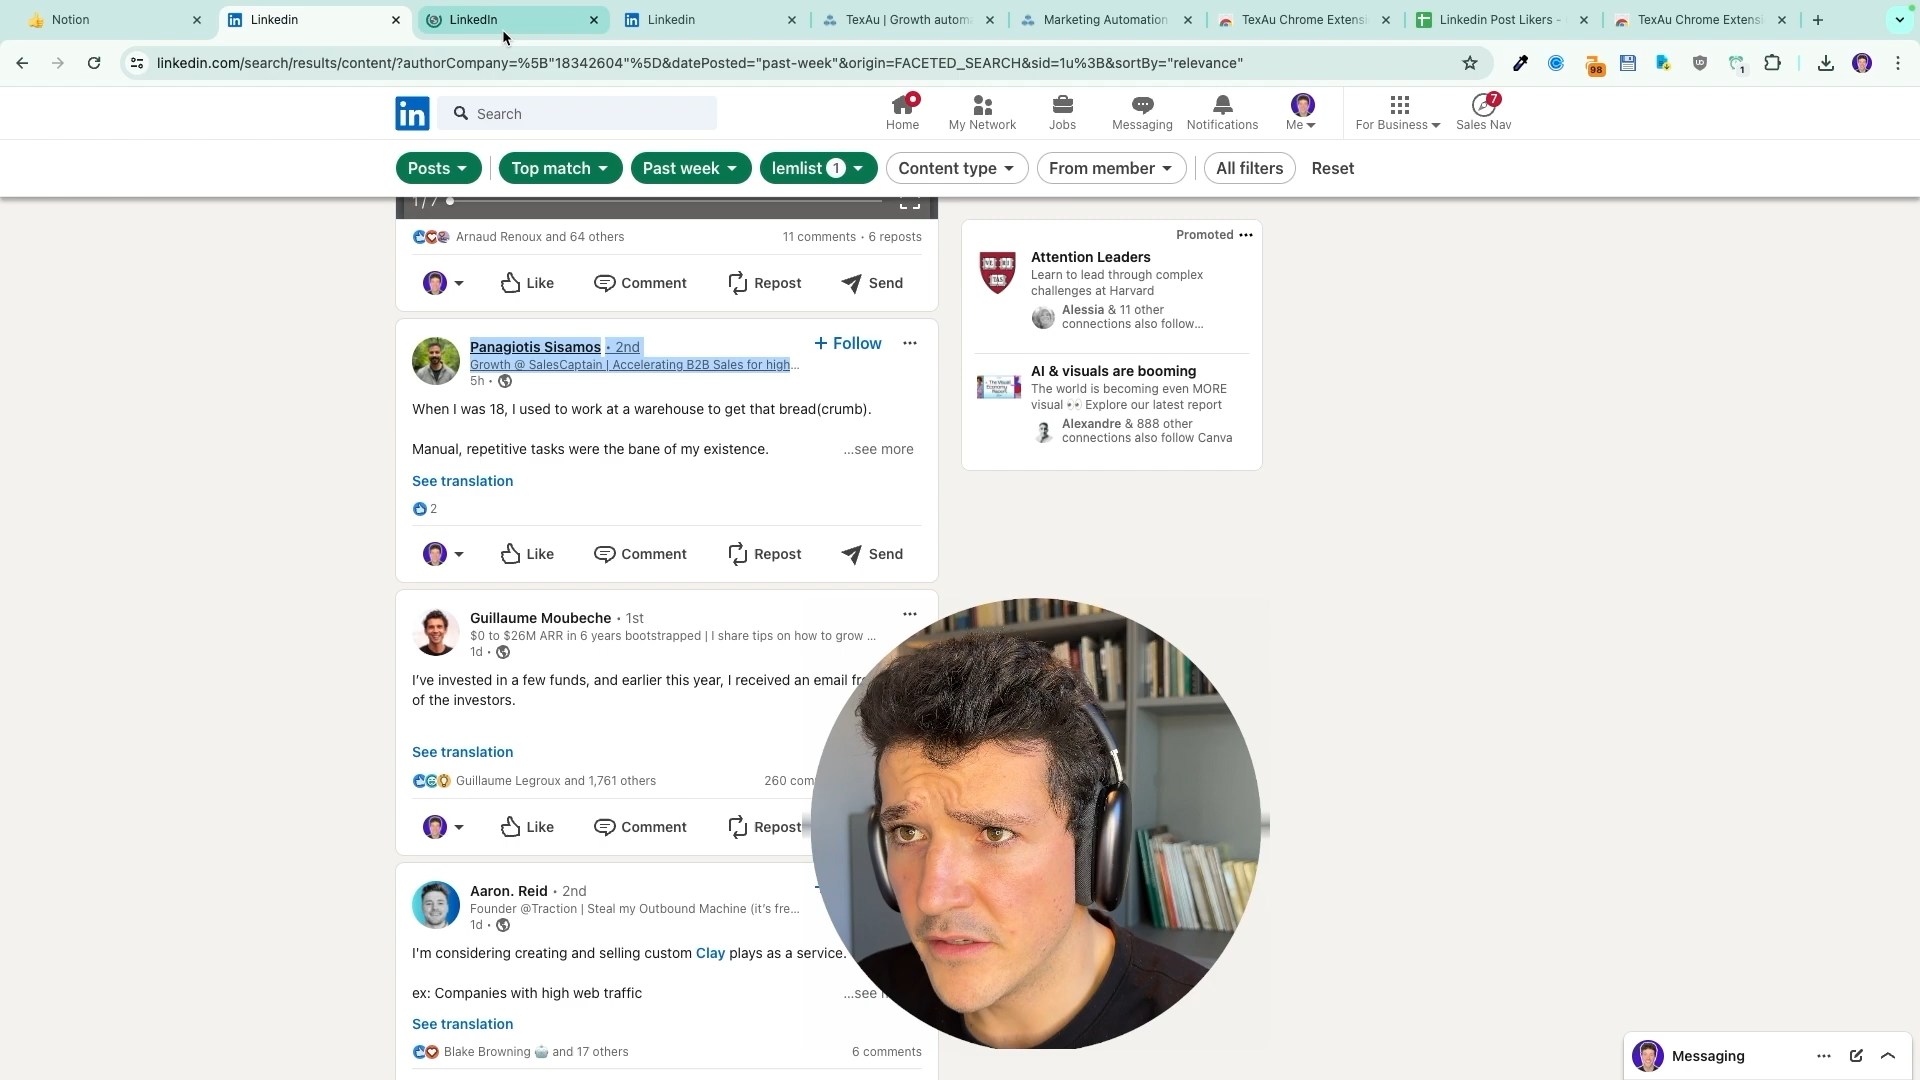 Notion
Linkedin
LinkedIn
Linkedin
TexAu | Growth autom
Marketing Automation
TexAu Chrome Extens
Linkedin Post Likers -
TexAu Chrome Extens
linkedin.com/search/results/content/?authorCompany=%5B"18342604"%5D&datePosted="past-week"&origin=FACETED_SEARCH&sid=1u%3B&sortBy="relevance"
98
1
in
Search
Home
My Network
Jobs
Messaging
Notifications
Me
For Business
7
Sales Nav
Posts
Top match
Past week
lemlist 1
Content type
From member
All filters
Reset
1 / 7
Arnaud Renoux and 64 others
11 comments • 6 reposts
Like
Comment
Repost
Send
Panagiotis Sisamos • 2nd
Growth @ SalesCaptain | Accelerating B2B Sales for high...
5h •
+ Follow
When I was 18, I used to work at a warehouse to get that bread(crumb).
Manual, repetitive tasks were the bane of my existence.
...see more
See translation
2
Like
Comment
Repost
Send
Guillaume Moubeche • 1st
$0 to $26M ARR in 6 years bootstrapped | I share tips on how to grow ...
1d •
I've invested in a few funds, and earlier this year, I received an email
of the investors.
See translation
Guillaume Legroux and 1,761 others
260
Like
Comment
Repost
Aaron. Reid • 2nd
Founder @Traction | Steal my Outbound Machine (it's fre...
1d •
I'm considering creating and selling custom Clay plays as a service.
ex: Companies with high web traffic
...see
See translation
Blake Browning and 17 others
6 comments
Promoted
Attention Leaders
Learn to lead through complex
challenges at Harvard
Alessia & 11 other
connections also follow...
AI & visuals are booming
The world is becoming even MORE
visual 👀 Explore our latest report
Alexandre & 888 other
connections also follow Canva
Messaging